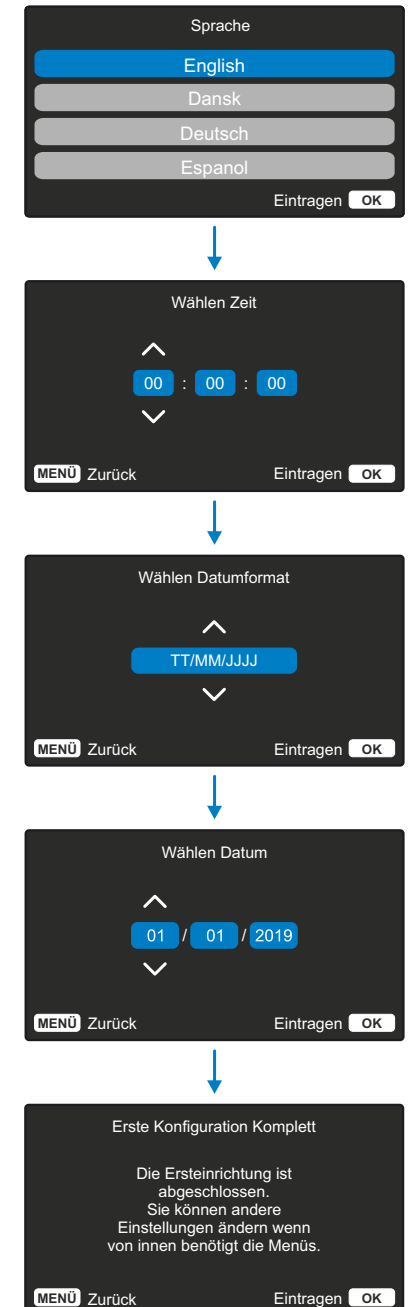 Sprache
English
Dansk
Deutsch
Espanol
Eintragen OK
Wählen Zeit
00 : 00 : 00
MENÜ Zurück Eintragen OK
Wählen Datumformat
TT/MM/JJJJ
MENÜ Zurück Eintragen OK
Wählen Datum
01 / 01 / 2019
MENÜ Zurück Eintragen OK
Erste Konfiguration Komplett
Die Ersteinrichtung ist
abgeschlossen.
Sie können andere
Einstellungen ändern wenn
von innen benötigt die Menüs.
MENÜ Zurück Eintragen OK